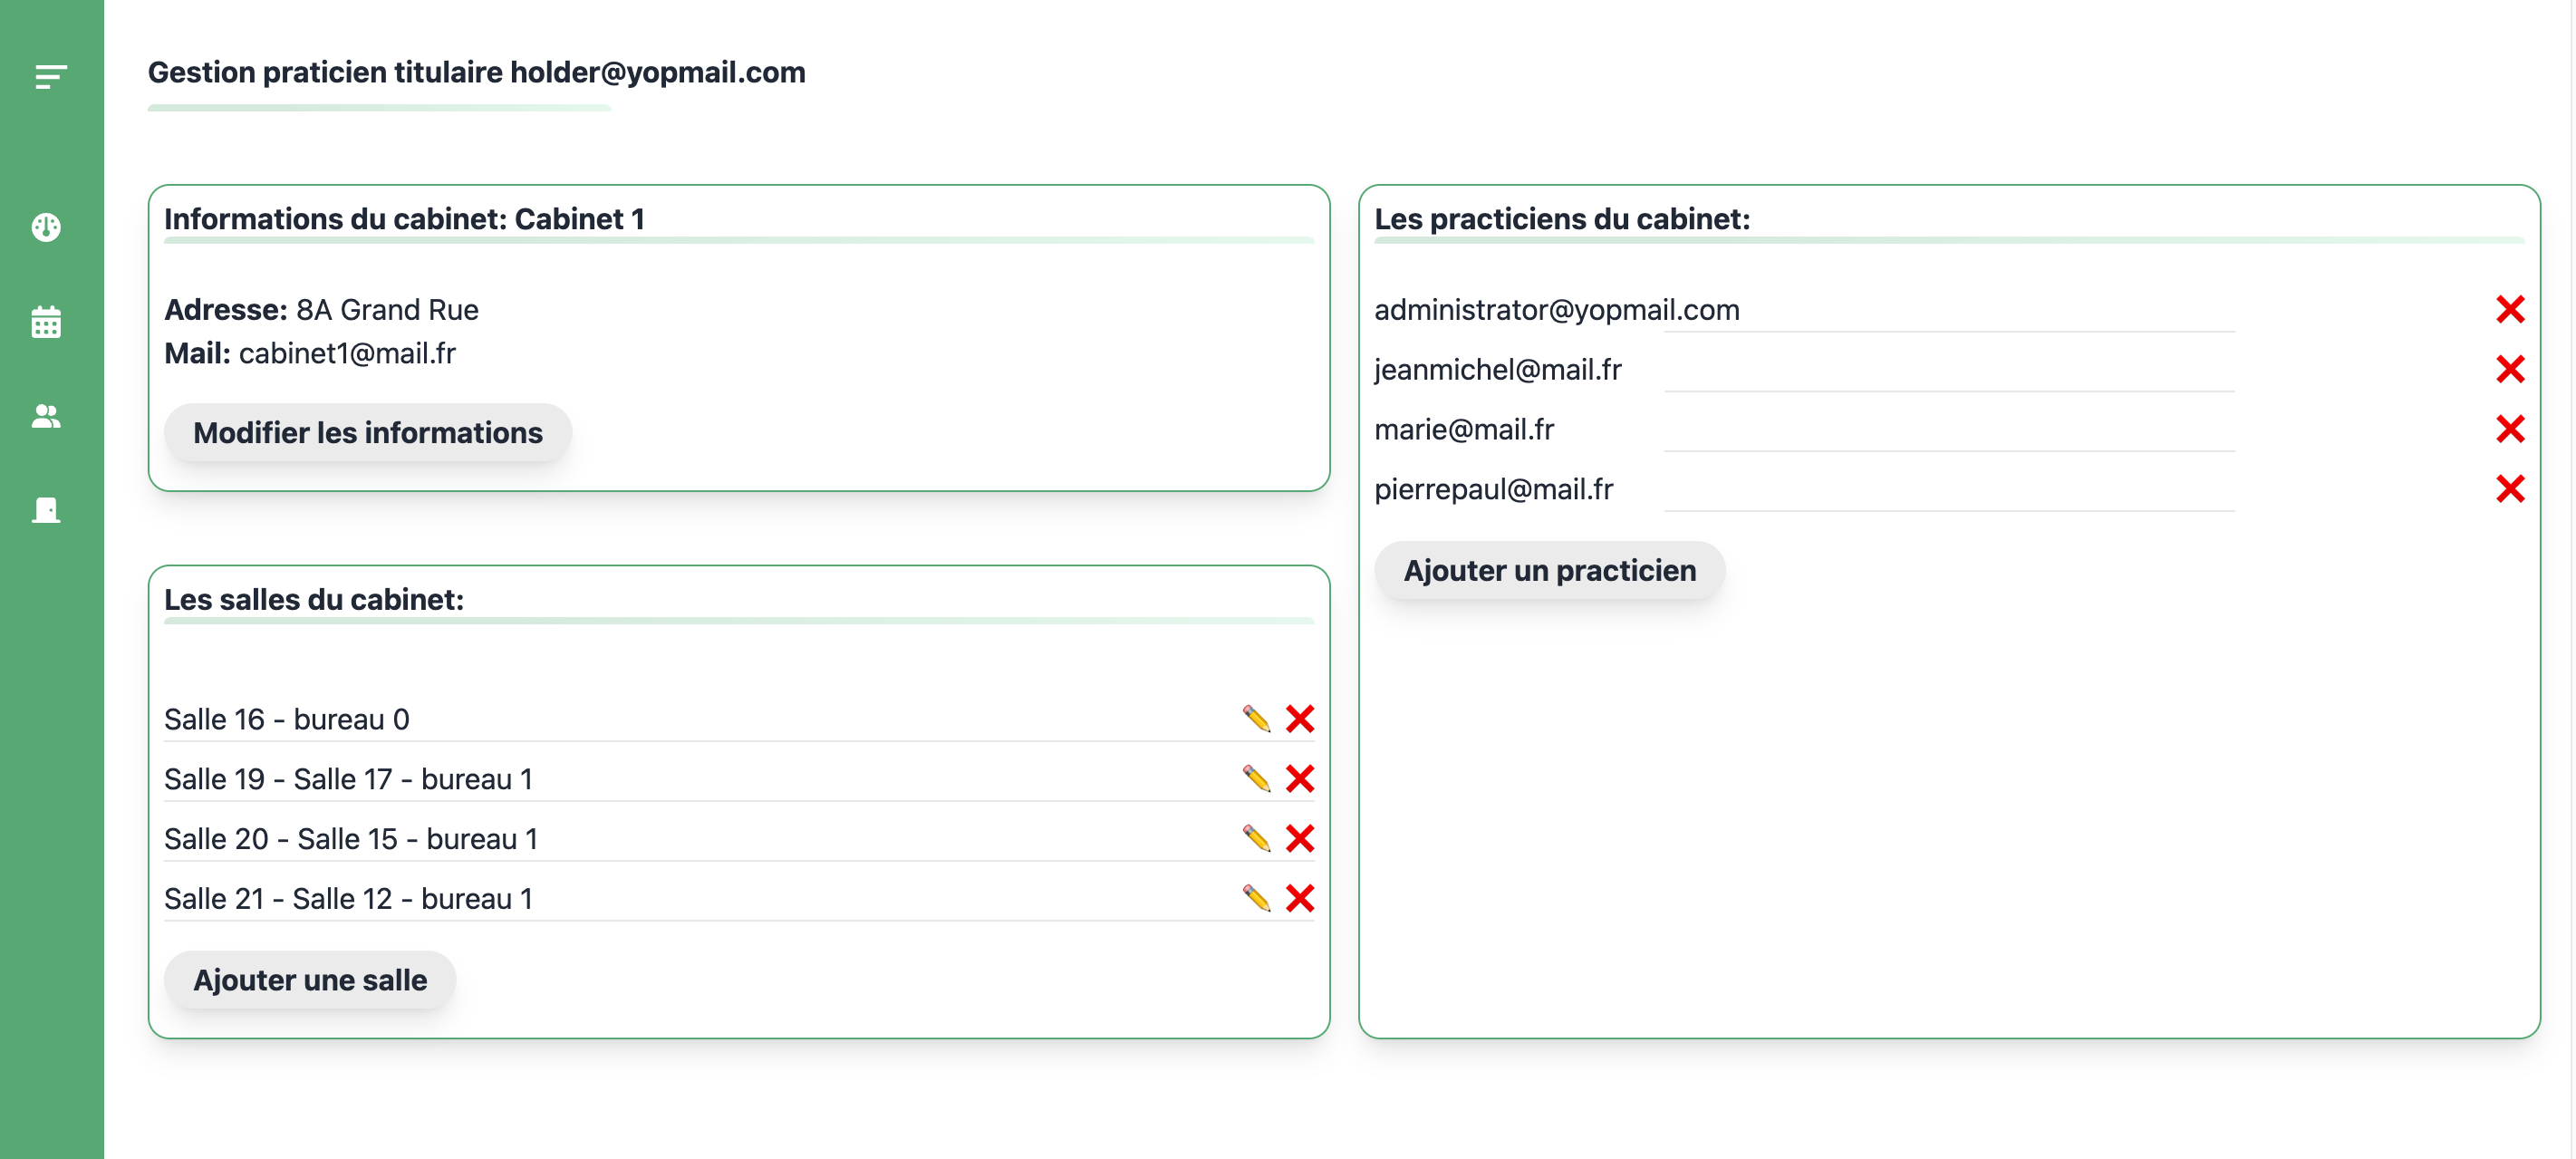 Gestion praticien titulaire holder@yopmail.com
Informations du cabinet: Cabinet 1
Adresse: 8A Grand Rue
Mail: cabinet1@mail.fr
Modifier les informations
Les salles du cabinet:
Salle 16 - bureau 0
Salle 19 - Salle 17 - bureau 1
Salle 20 - Salle 15 - bureau 1
Salle 21 - Salle 12 - bureau 1
Ajouter une salle
Les practiciens du cabinet:
administrator@yopmail.com
jeanmichel@mail.fr
marie@mail.fr
pierrepaul@mail.fr
Ajouter un practicien